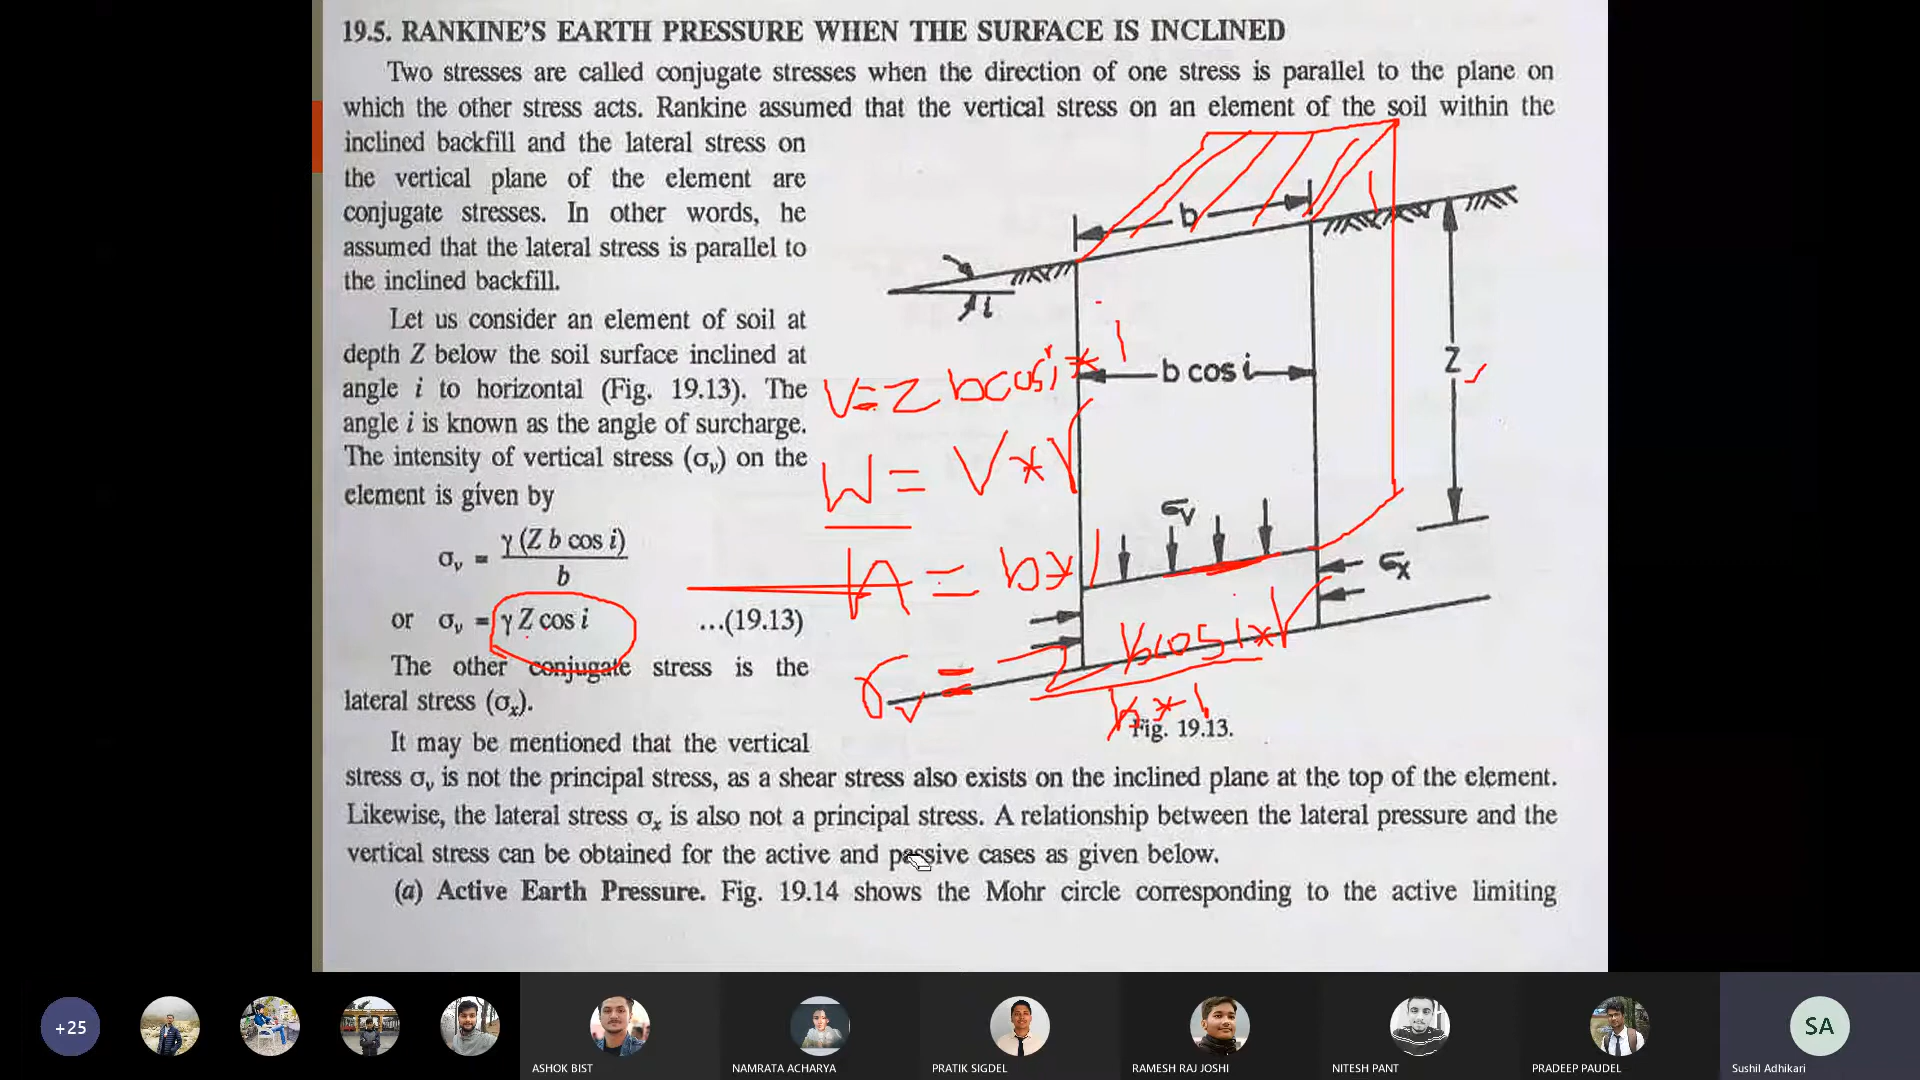 19.5. RANKINE'S EARTH PRESSURE WHEN THE SURFACE IS INCLINED
Two stresses are called conjugate stresses when the direction of one stress is parallel to the plane on
which the other stress acts. Rankine assumed that the vertical stress on an element of the soil within the
inclined backfill and the lateral stress on
the vertical plane of the element are
conjugate stresses. In other words, he
assumed that the lateral stress is parallel to
the inclined backfill.
Let us consider an element of soil at
depth Z below the soil surface inclined at
angle i to horizontal (Fig. 19.13). The
angle i is known as the angle of surcharge.
The intensity of vertical stress (σv) on the
element is given by
σv = γ (Z b cos i) / b
or σv = γ Z cos i ...(19.13)
The other conjugate stress is the
lateral stress (σx).
b
i
b cos i
Z
σv
σx
V = Z b cos i * 1
W = V * γ
A = b * 1
σv = Z b cos i * γ / b * 1
Fig. 19.13.
It may be mentioned that the vertical
stress σv is not the principal stress, as a shear stress also exists on the inclined plane at the top of the element.
Likewise, the lateral stress σx is also not a principal stress. A relationship between the lateral pressure and the
vertical stress can be obtained for the active and passive cases as given below.
(a) Active Earth Pressure. Fig. 19.14 shows the Mohr circle corresponding to the active limiting
+25
ASHOK BIST
NAMRATA ACHARYA
PRATIK SIGDEL
RAMESH RAJ JOSHI
NITESH PANT
PRADEEP PAUDEL
SA
Sushil Adhikari